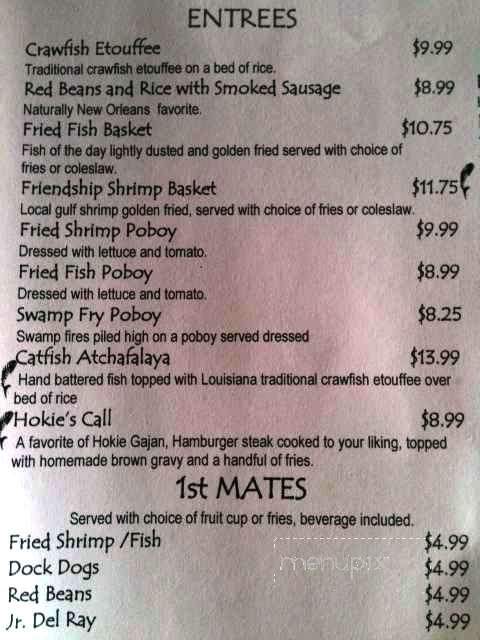 ENTREES
Crawfish Etouffee $9.99
Traditional crawfish etouffee on a bed of rice.
Red Beans and Rice with Smoked Sausage $8.99
Naturally New Orleans favorite.
Fried Fish Basket $10.75
Fish of the day lightly dusted and golden fried served with choice of
fries or coleslaw.
Friendship Shrimp Basket $11.75
Local gulf shrimp golden fried, served with choice of fries or coleslaw.
Fried Shrimp Poboy $9.99
Dressed with lettuce and tomato.
Fried Fish Poboy $8.99
Dressed with lettuce and tomato.
Swamp Fry Poboy $8.25
Swamp fires piled high on a poboy served dressed
Catfish Atchafalaya $13.99
Hand battered fish topped with Louisiana traditional crawfish etouffee over
bed of rice
Hokie's Call $8.99
A favorite of Hokie Gajan, Hamburger steak cooked to your liking, topped
with homemade brown gravy and a handful of fries.
1st MATES
Served with choice of fruit cup or fries, beverage included.
Fried Shrimp /Fish $4.99
menupix
Dock Dogs $4.99
Red Beans $4.99
Jr. Del Ray $4.99